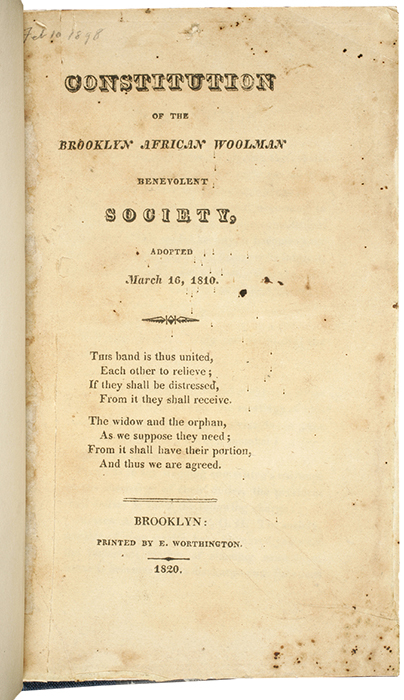 Feb 10 1898
CONSTITUTION
OF THE
BROOKLYN AFRICAN WOOLMAN
BENEVOLENT
SOCIETY,
ADOPTED
March 16, 1810.
This band is thus united,
Each other to relieve;
If they shall be distressed,
From it they shall receive.
The widow and the orphan,
As we suppose they need;
From it shall have their portion,
And thus we are agreed.
BROOKLYN:
PRINTED BY E. WORTHINGTON.
1820.